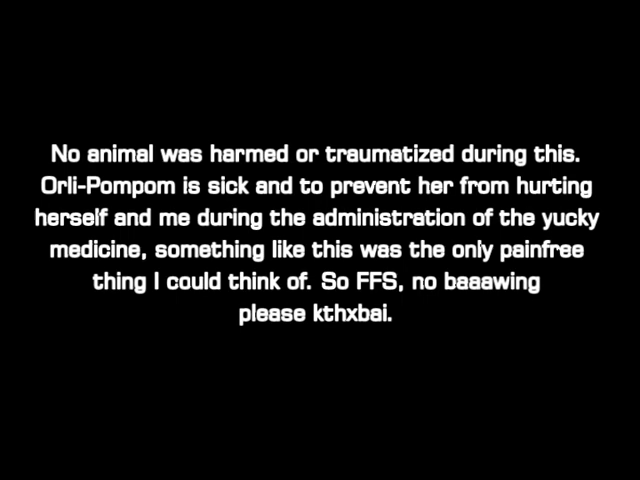 No animal was harmed or traumatized during this.
Orli-Pompom is sick and to prevent her from hurting
herself and me during the administration of the yucky
medicine, something like this was the only painfree
thing I could think of. So FFS, no baaawing
please kthxbai.